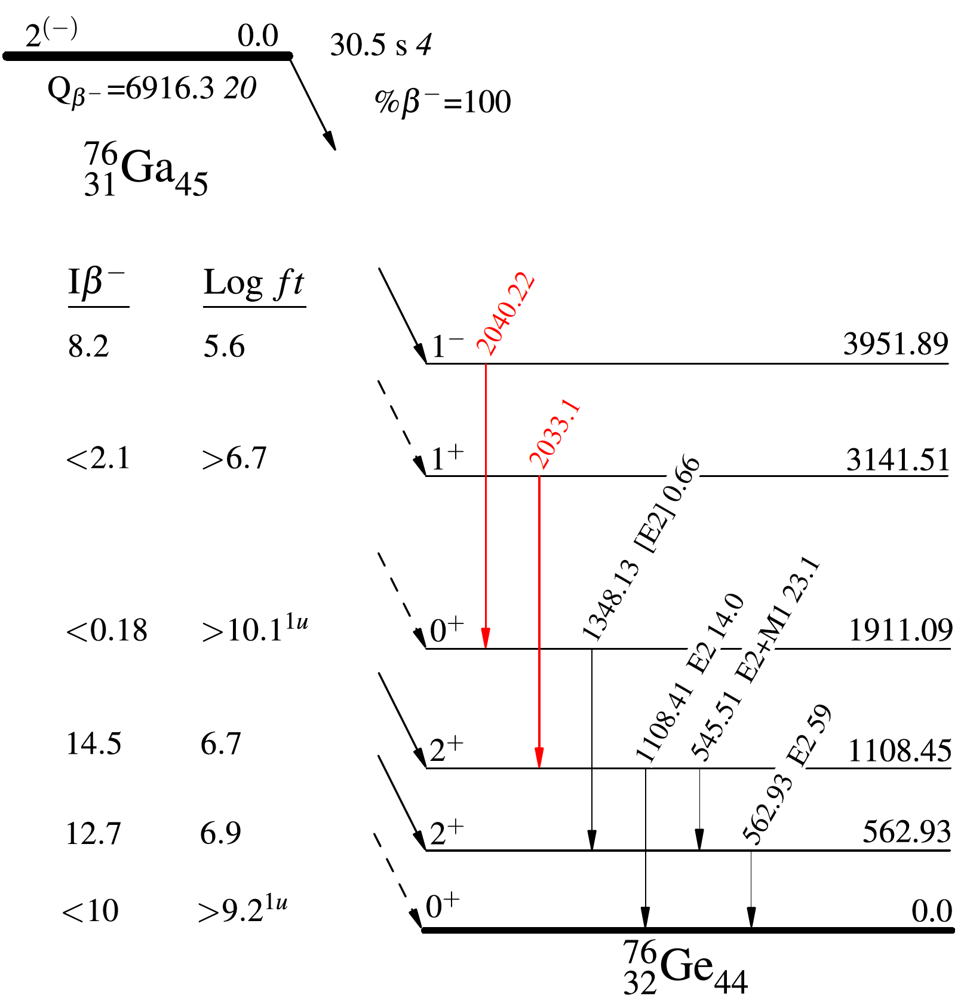 2⁽⁻⁾ 0.0 30.5 s 4
Qβ⁻=6916.3 20 %β⁻=100
⁷⁶₃₁Ga₄₅
Iβ⁻ Log ft
2040.22
8.2 5.6 1⁻ 3951.89
2033.1
<2.1 >6.7 1⁺ 3141.51
1348.13 [E2] 0.66
<0.18 >10.1¹ᵘ 0⁺ 1911.09
1108.41 E2 14.0
545.51 E2+M1 23.1
14.5 6.7 2⁺ 1108.45
562.93 E2 59
12.7 6.9 2⁺ 562.93
<10 >9.2¹ᵘ 0⁺ 0.0
⁷⁶₃₂Ge₄₄